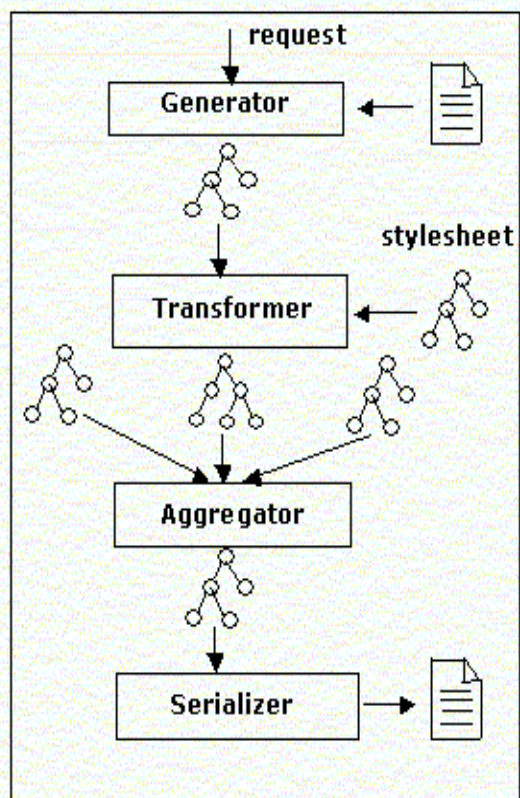 request
Generator
stylesheet
Transformer
Aggregator
Serializer